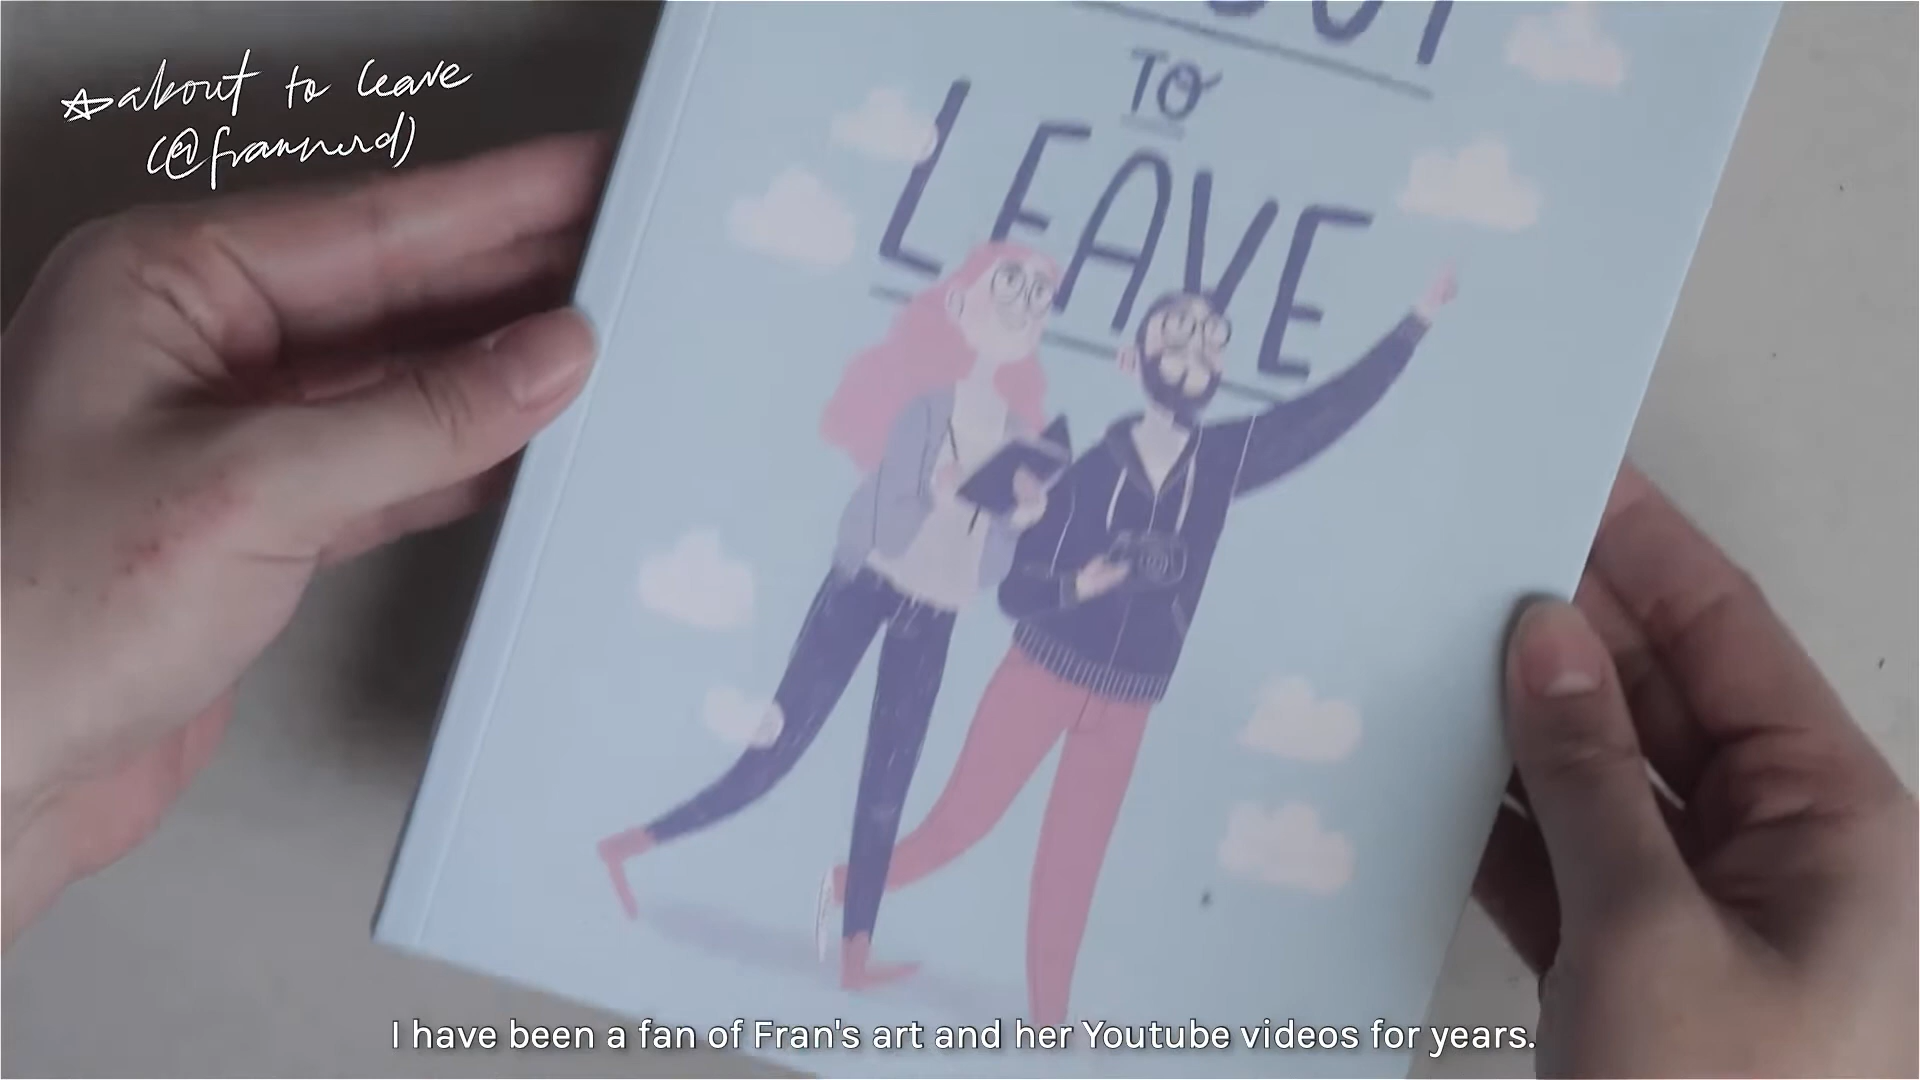 ☆about to leave
(@frannerd)
TO
LEAVE
I have been a fan of Fran's art and her Youtube videos for years.